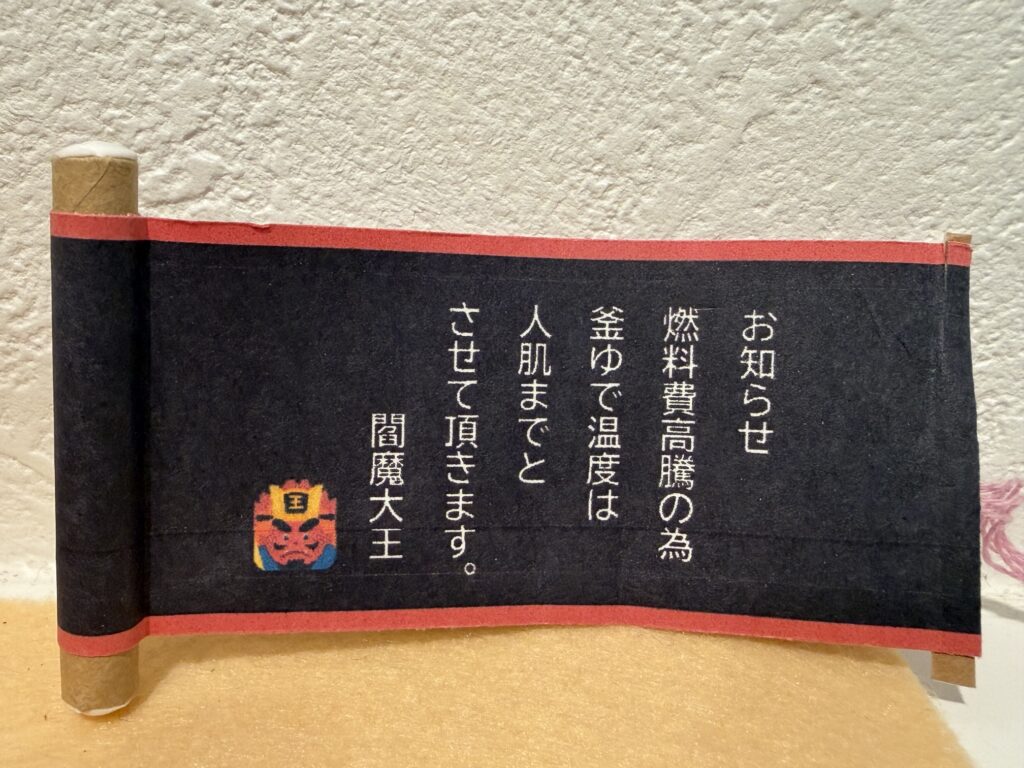 お知らせ
燃料費高騰の為
釜ゆで温度は
人肌までと
させて頂きます。
閻魔大王
王